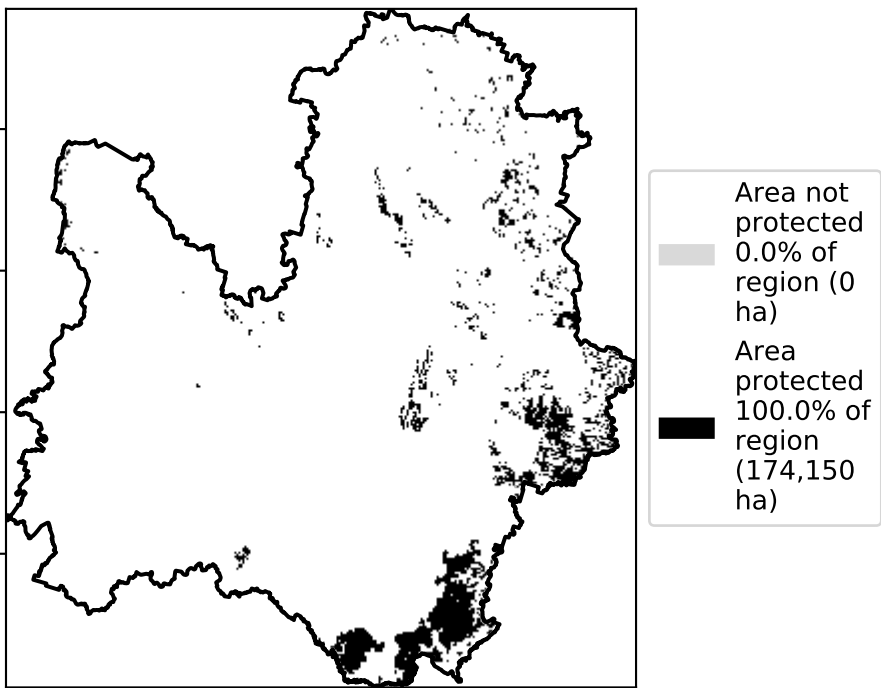 Area not
protected
0.0% of
region (0
ha)
Area
protected
100.0% of
region
(174,150
ha)